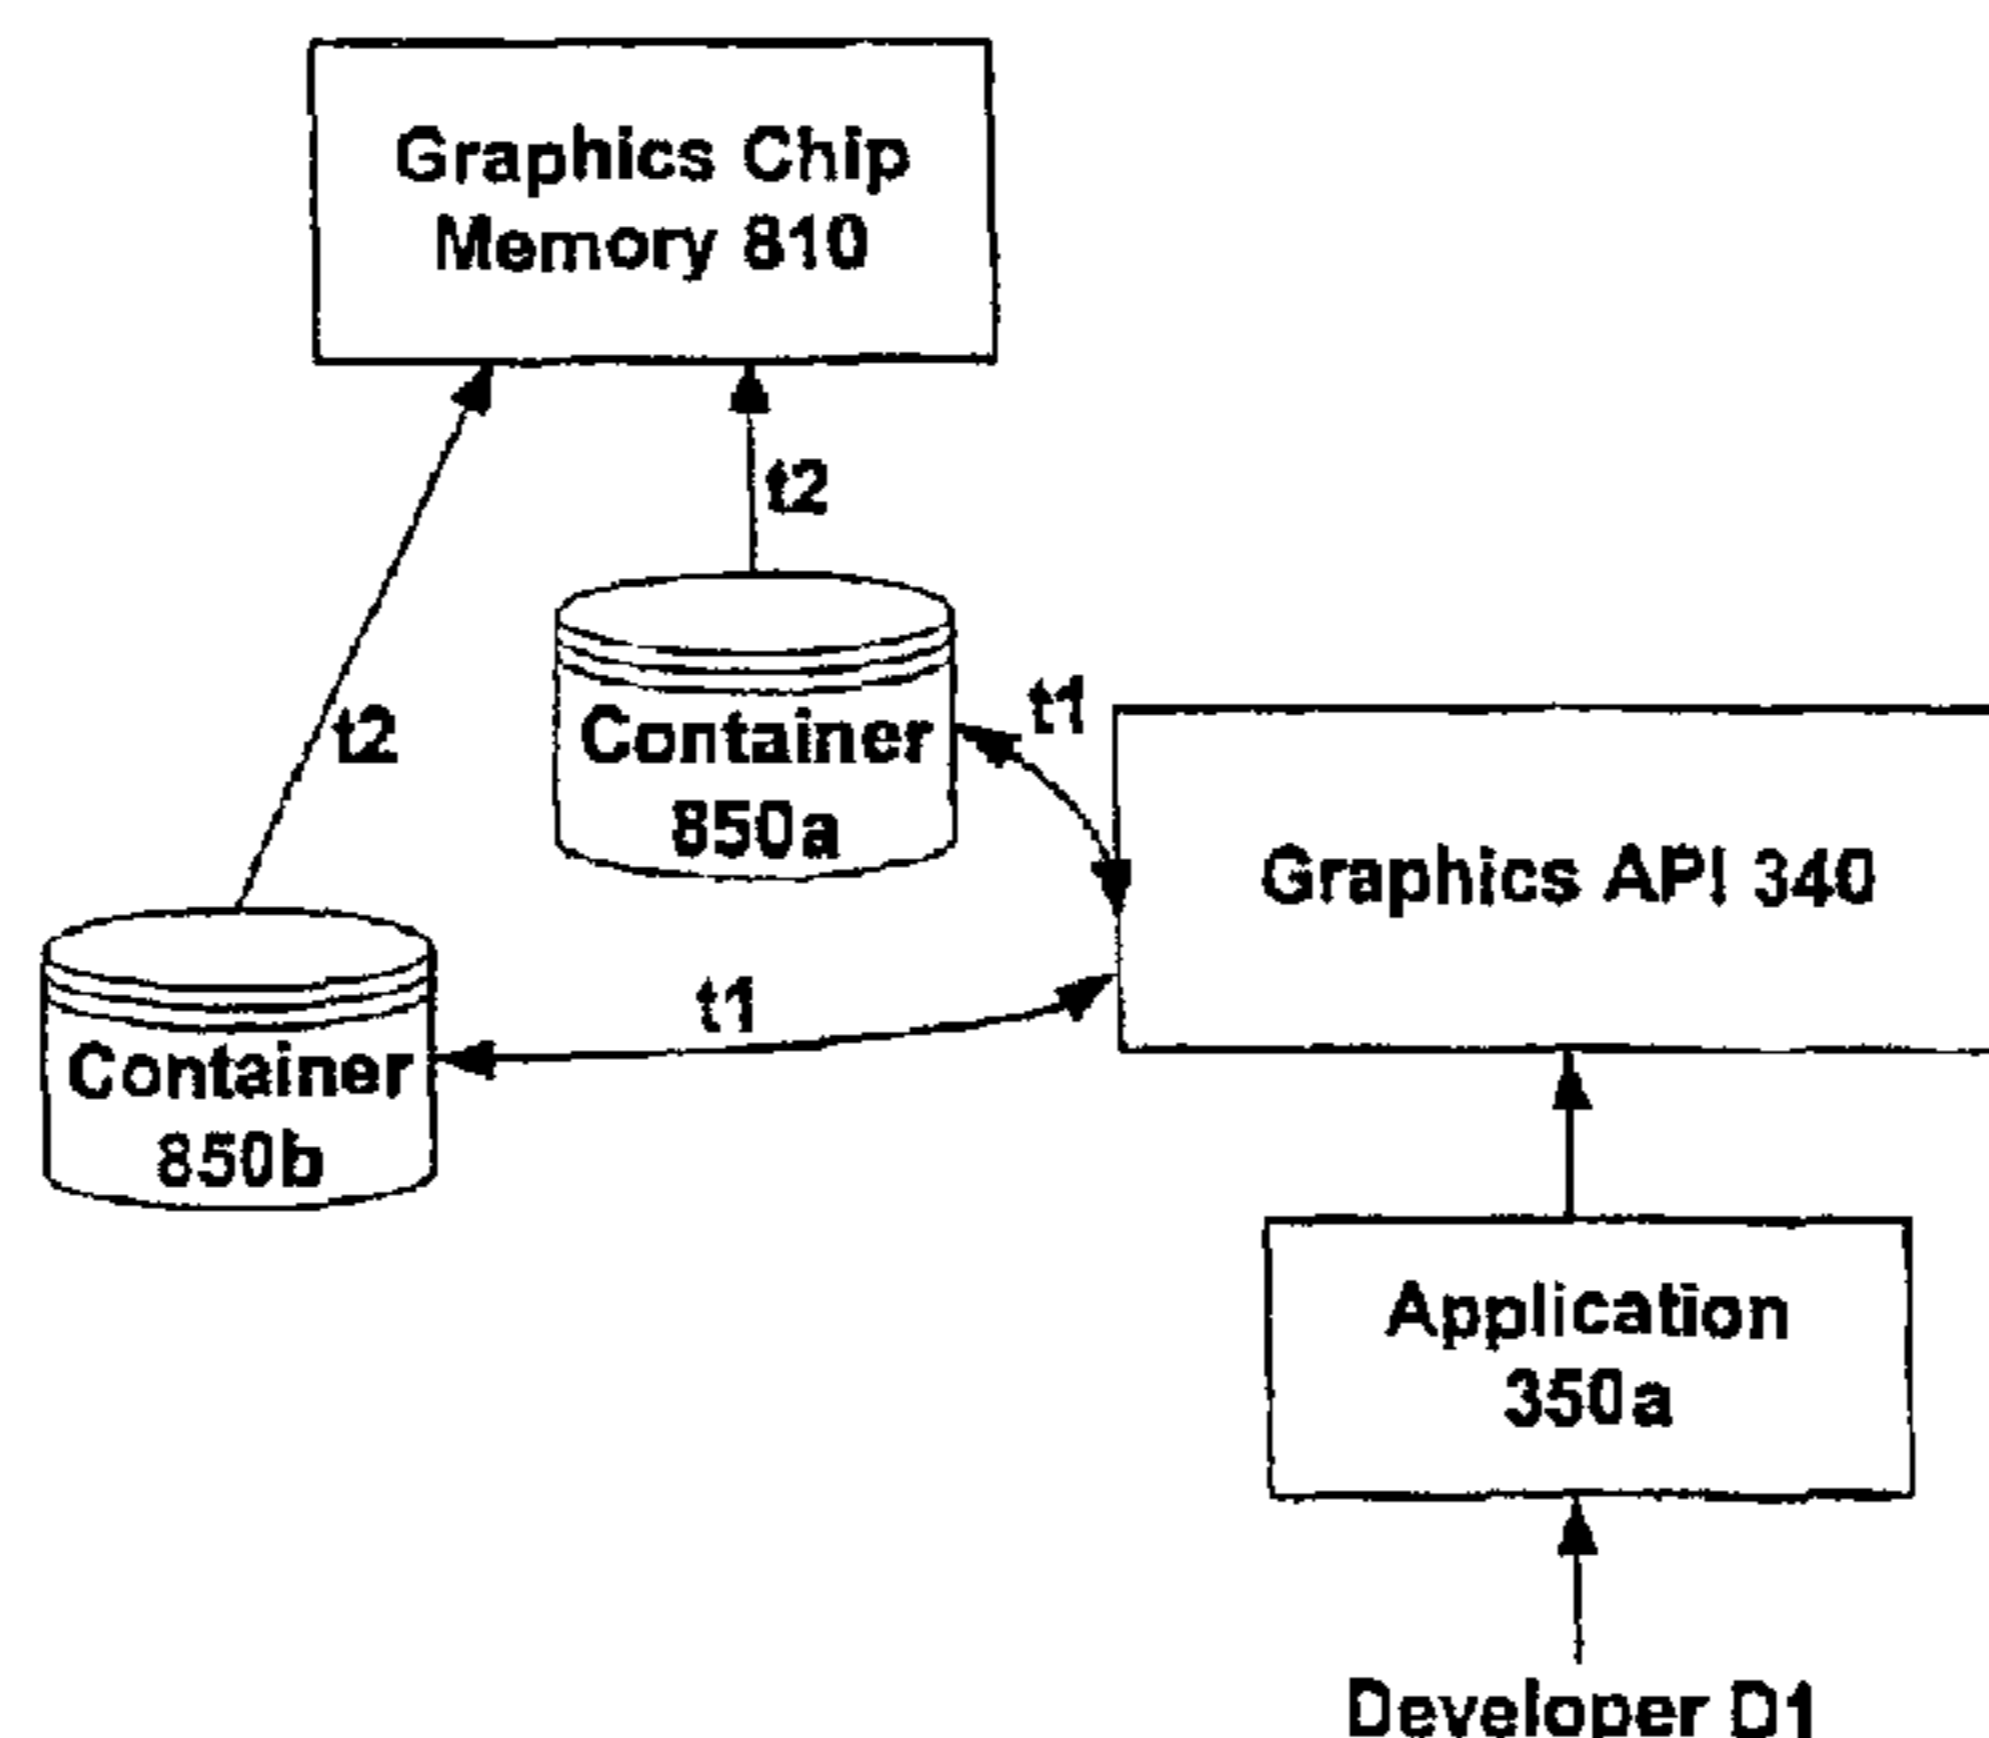 Graphics Chip
Memory 810
t2
t2
Container
850a
t1
Graphics API 340
t1
Container
850b
Application
350a
Developer D1